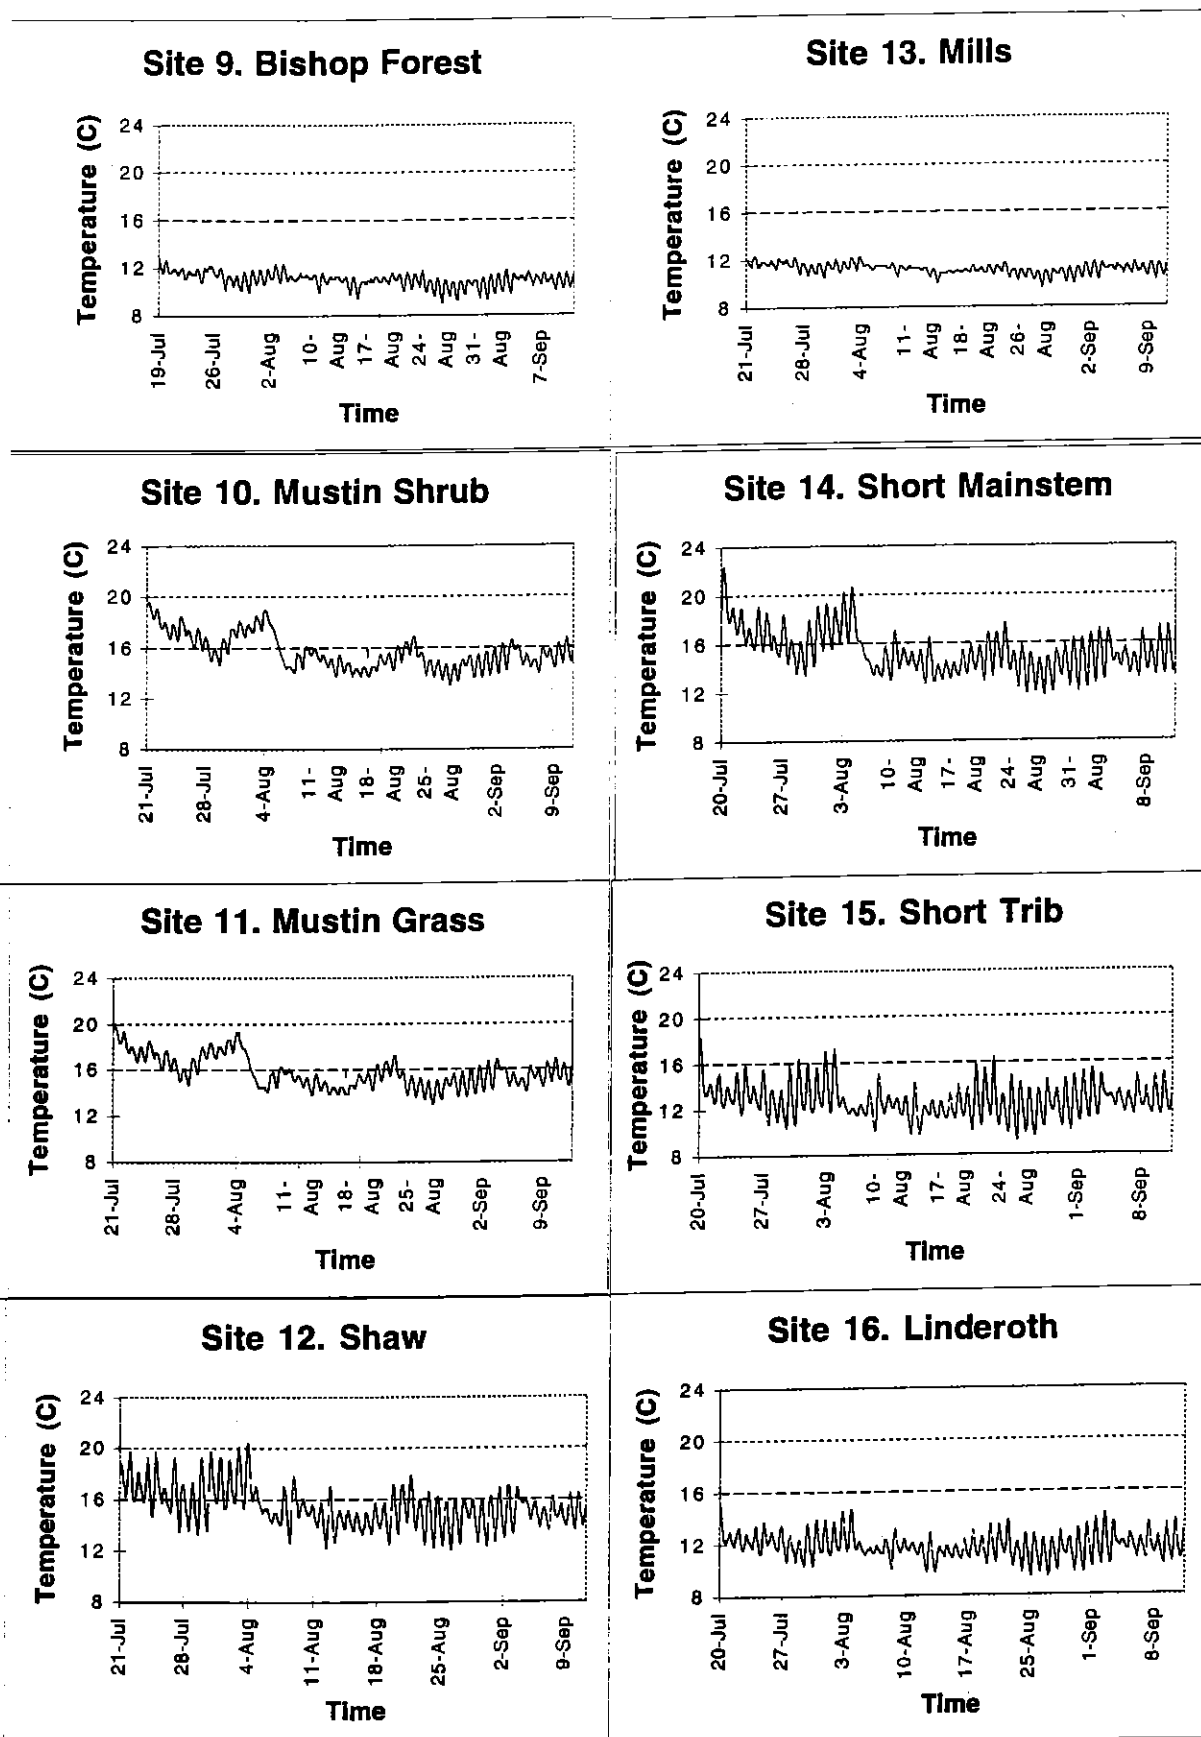 Site 9. Bishop Forest
Temperature (C)
24
20
16
12
8
19-Jul
26-Jul
2-Aug
10-Aug
17-Aug
24-Aug
31-Aug
7-Sep
Time
Site 13. Mills
Temperature (C)
24
20
16
12
8
21-Jul
28-Jul
4-Aug
11-Aug
18-Aug
26-Aug
2-Sep
9-Sep
Time
Site 10. Mustin Shrub
Temperature (C)
24
20
16
12
8
21-Jul
28-Jul
4-Aug
11-Aug
18-Aug
25-Aug
2-Sep
9-Sep
Time
Site 14. Short Mainstem
Temperature (C)
24
20
16
12
8
20-Jul
27-Jul
3-Aug
10-Aug
17-Aug
24-Aug
31-Aug
8-Sep
Time
Site 11. Mustin Grass
Temperature (C)
24
20
16
12
8
21-Jul
28-Jul
4-Aug
11-Aug
18-Aug
25-Aug
2-Sep
9-Sep
Time
Site 15. Short Trib
Temperature (C)
24
20
16
12
8
20-Jul
27-Jul
3-Aug
10-Aug
17-Aug
24-Aug
1-Sep
8-Sep
Time
Site 12. Shaw
Temperature (C)
24
20
16
12
8
21-Jul
28-Jul
4-Aug
11-Aug
18-Aug
25-Aug
2-Sep
9-Sep
Time
Site 16. Linderoth
Temperature (C)
24
20
16
12
8
20-Jul
27-Jul
3-Aug
10-Aug
17-Aug
25-Aug
1-Sep
8-Sep
Time